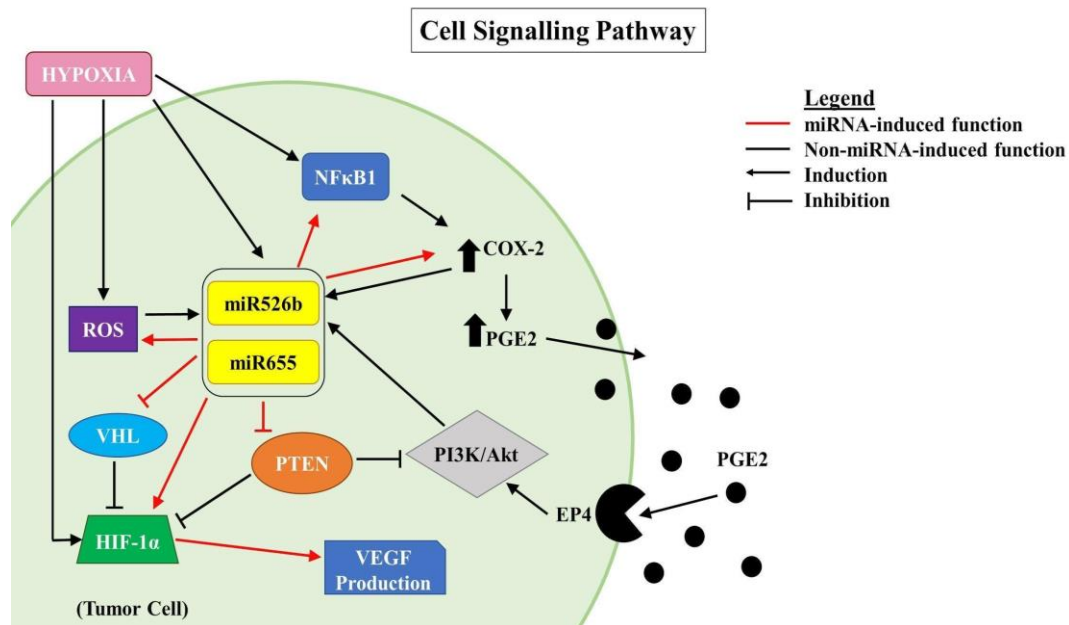 Cell Signalling Pathway
HYPOXIA
Legend
miRNA-induced function
Non-miRNA-induced function
Induction
Inhibition
NFκB1
COX-2
miR526b
ROS
PGE2
miR655
VHL
PTEN
PI3K/Akt
PGE2
EP4
HIF-1α
VEGF
Production
(Tumor Cell)